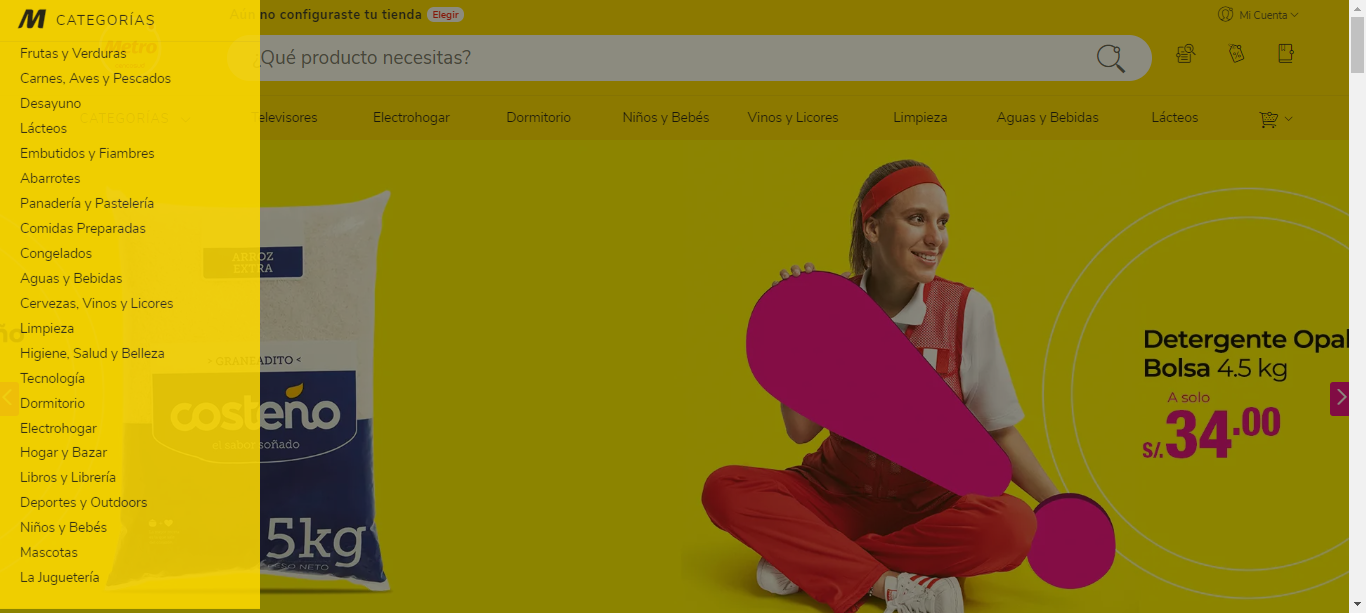 M CATEGORÍAS
Aún no configuraste tu tienda Elegir
Mi Cuenta
Metro
¿Qué producto necesitas?
CATEGORÍAS
Televisores
Electrohogar
Dormitorio
Niños y Bebés
Vinos y Licores
Limpieza
Aguas y Bebidas
Lácteos
Frutas y Verduras
Carnes, Aves y Pescados
Desayuno
Lácteos
Embutidos y Fiambres
Abarrotes
Panadería y Pastelería
Comidas Preparadas
Congelados
Aguas y Bebidas
Cervezas, Vinos y Licores
Limpieza
Higiene, Salud y Belleza
Tecnología
Dormitorio
Electrohogar
Hogar y Bazar
Libros y Librería
Deportes y Outdoors
Niños y Bebés
Mascotas
La Juguetería
ARROZ
EXTRA
> GRANEADITO <
costeño
el sabor soñado
5kg
PESO NETO
Detergente Opal
Bolsa 4.5 kg
A solo
S/.34.00